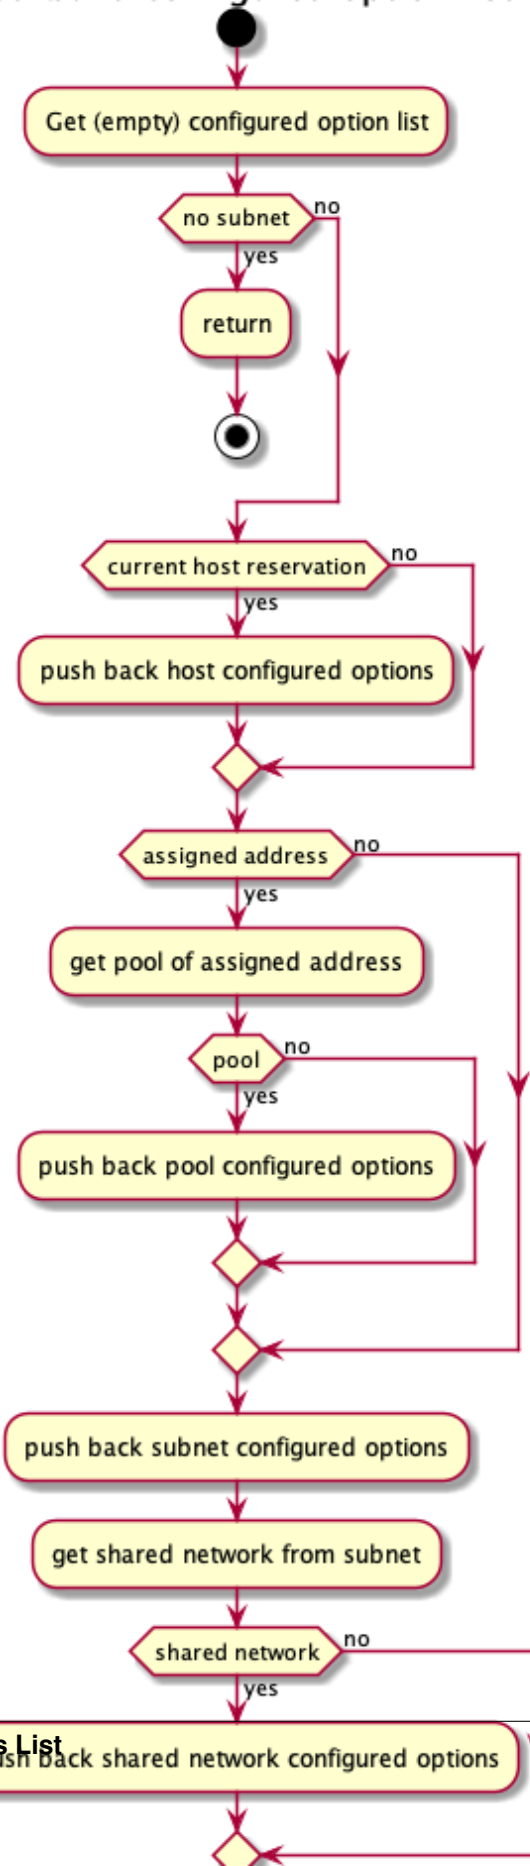 Get (empty) configured option list
no subnet
no
yes
return
current host reservation
no
yes
push back host configured options
assigned address
no
yes
get pool of assigned address
pool
no
yes
push back pool configured options
push back subnet configured options
get shared network from subnet
shared network
no
yes
List
back shared network configured options